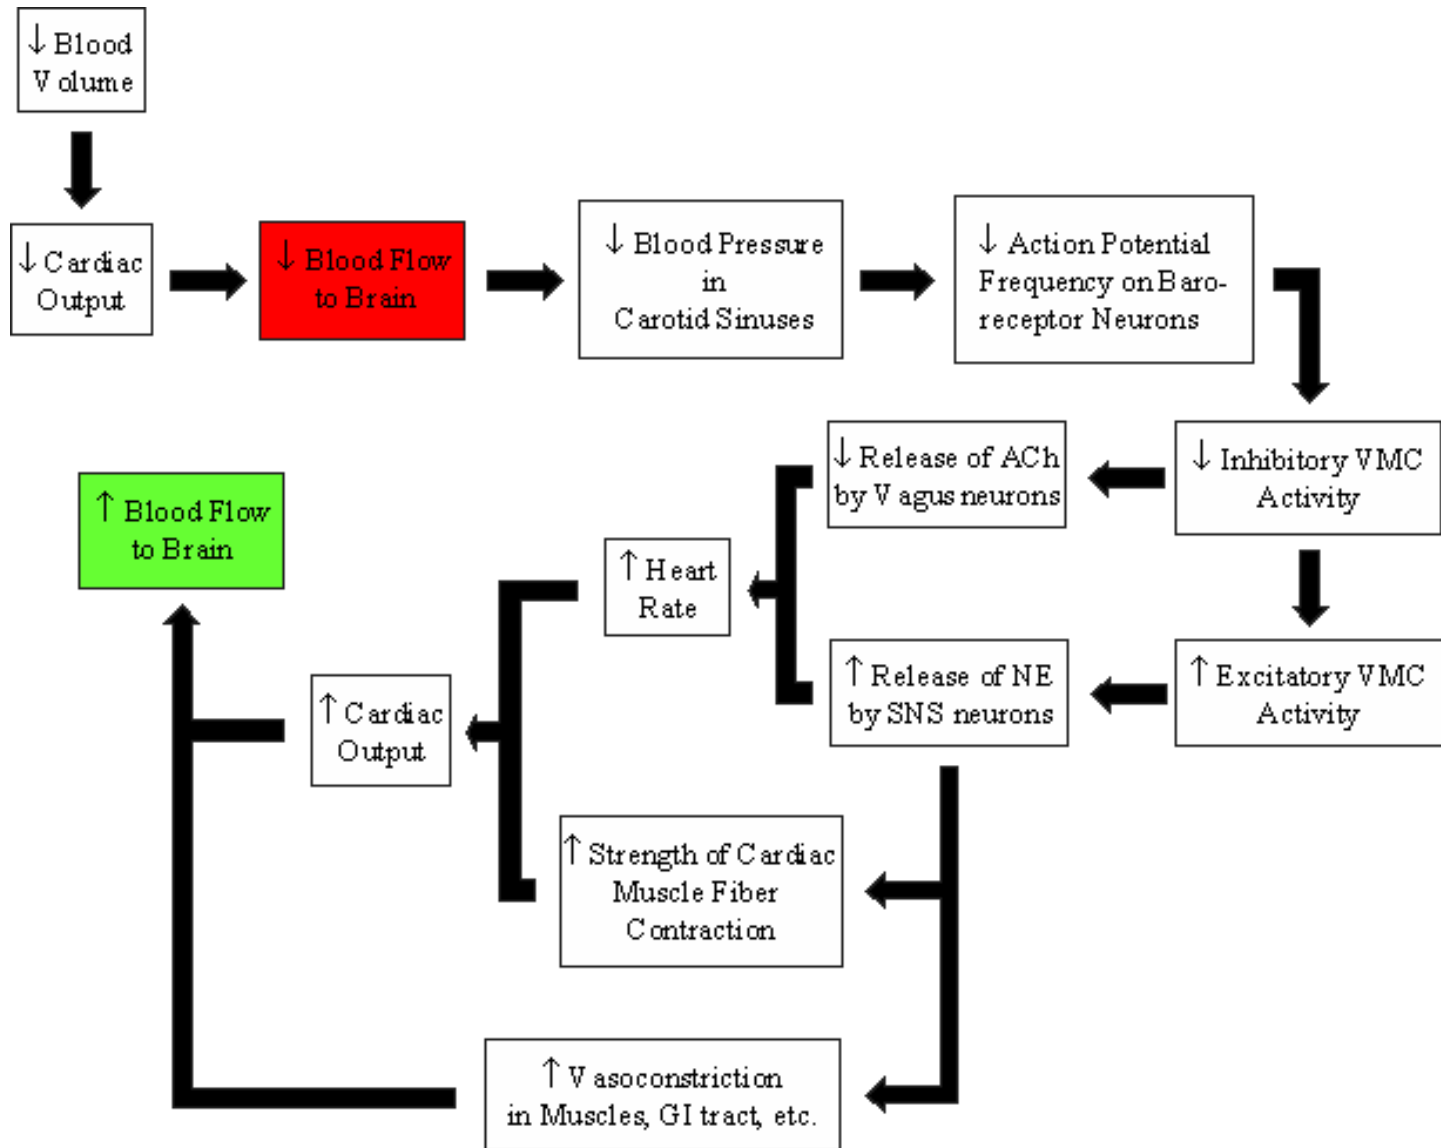 ↓ Blood
Volume
↓ Cardiac
Output
↓ Blood Flow
to Brain
↓ Blood Pressure
in
Carotid Sinuses
↓ Action Potential
Frequency on Baro-
receptor Neurons
↓ Inhibitory VMC
Activity
↓ Release of ACh
by Vagus neurons
↑ Excitatory VMC
Activity
↑ Release of NE
by SNS neurons
↑ Heart
Rate
↑ Strength of Cardiac
Muscle Fiber
Contraction
↑ Cardiac
Output
↑ Vasoconstriction
in Muscles, GI tract, etc.
↑ Blood Flow
to Brain